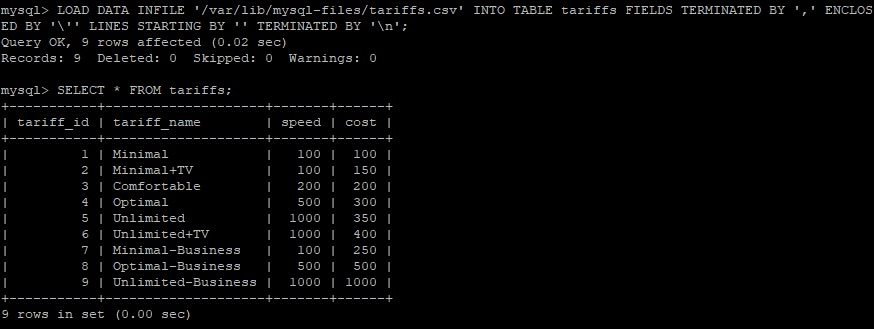 mysql> LOAD DATA INFILE '/var/lib/mysql-files/tariffs.csv' INTO TABLE tariffs FIELDS TERMINATED BY ',' ENCLOS
ED BY '\'' LINES STARTING BY '' TERMINATED BY '\n';
Query OK, 9 rows affected (0.02 sec)
Records: 9  Deleted: 0  Skipped: 0  Warnings: 0

mysql> SELECT * FROM tariffs;
+-----------+--------------------+-------+------+
| tariff_id | tariff_name        | speed | cost |
+-----------+--------------------+-------+------+
|         1 | Minimal            |   100 |  100 |
|         2 | Minimal+TV         |   100 |  150 |
|         3 | Comfortable        |   200 |  200 |
|         4 | Optimal            |   500 |  300 |
|         5 | Unlimited          |  1000 |  350 |
|         6 | Unlimited+TV       |  1000 |  400 |
|         7 | Minimal-Business   |   100 |  250 |
|         8 | Optimal-Business   |   500 |  500 |
|         9 | Unlimited-Business |  1000 | 1000 |
+-----------+--------------------+-------+------+
9 rows in set (0.00 sec)